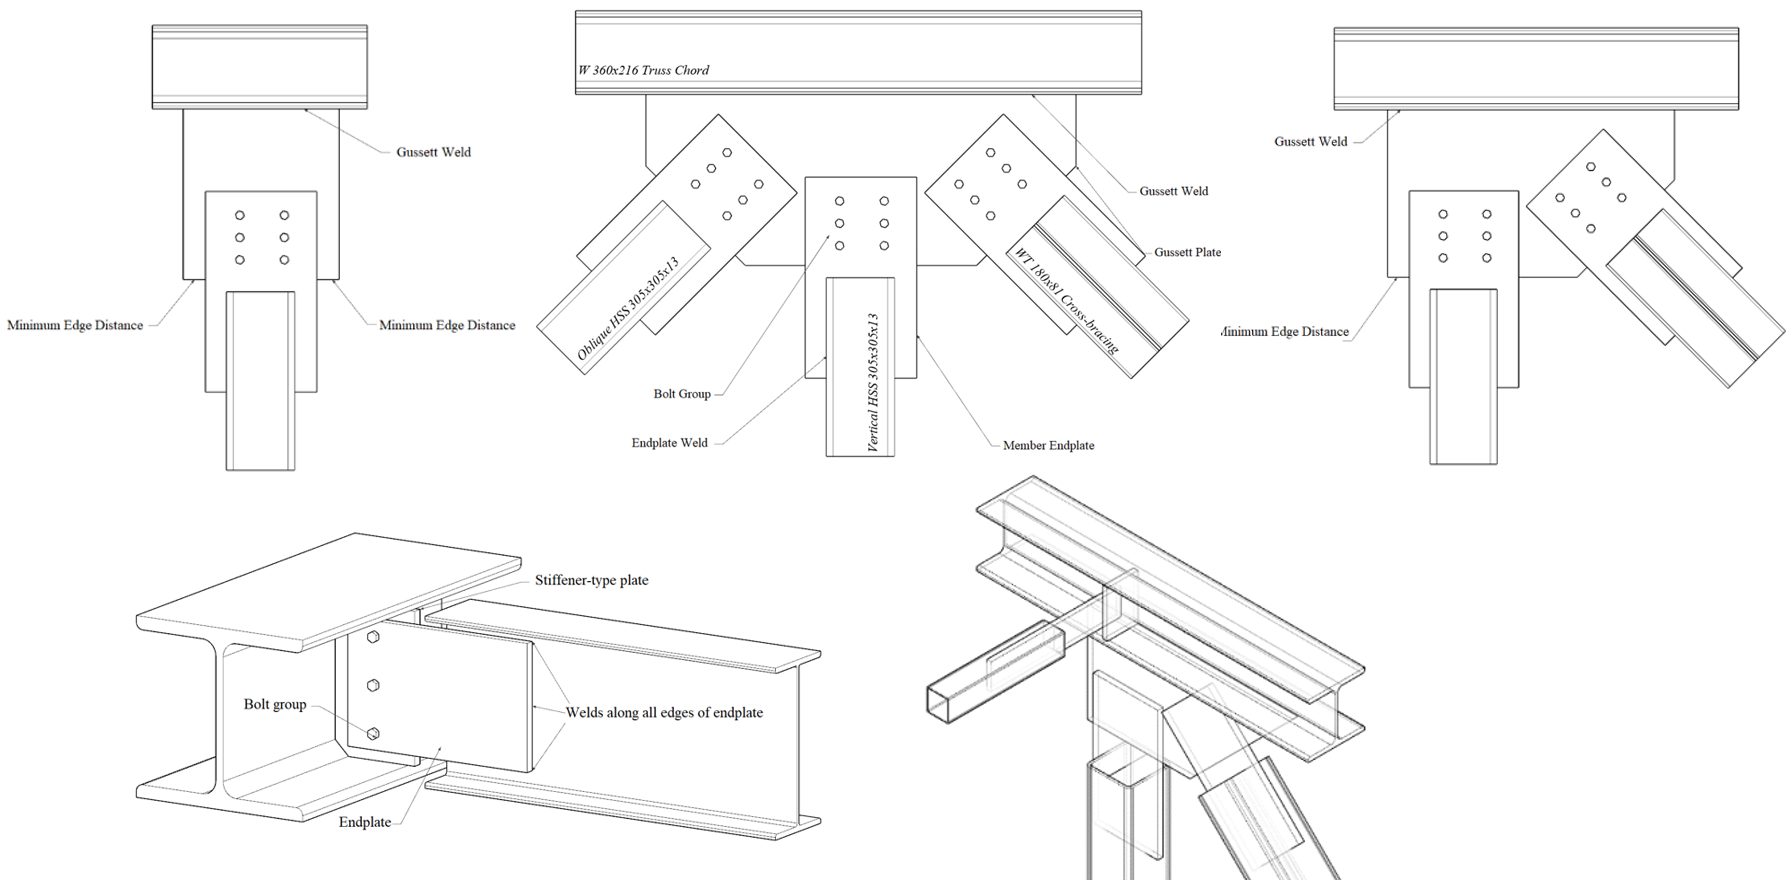 W 360x216 Truss Chord
Gussett Weld
Gussett Weld
Gussett Weld
Gussett Plate
Minimum Edge Distance
Minimum Edge Distance
Minimum Edge Distance
Oblique HSS 305x305x13
WT 180x81 Cross-bracing
Vertical HSS 305x305x13
Bolt Group
Endplate Weld
Member Endplate
Stiffener-type plate
Bolt group
Welds along all edges of endplate
Endplate